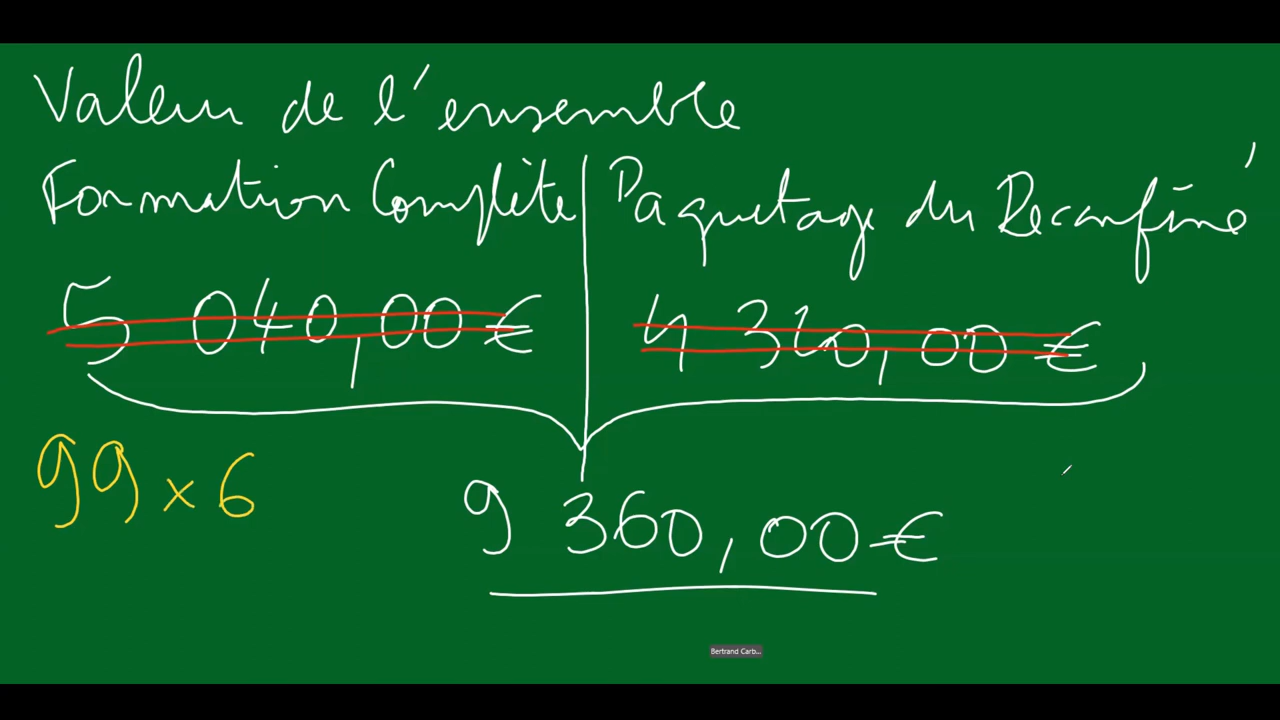 Valeur de l'ensemble
Formation Complète
Paquetage du Deconfiné
5 040,00€
4 320,00€
99 x 6
9 360,00€
Bertrand Carb...